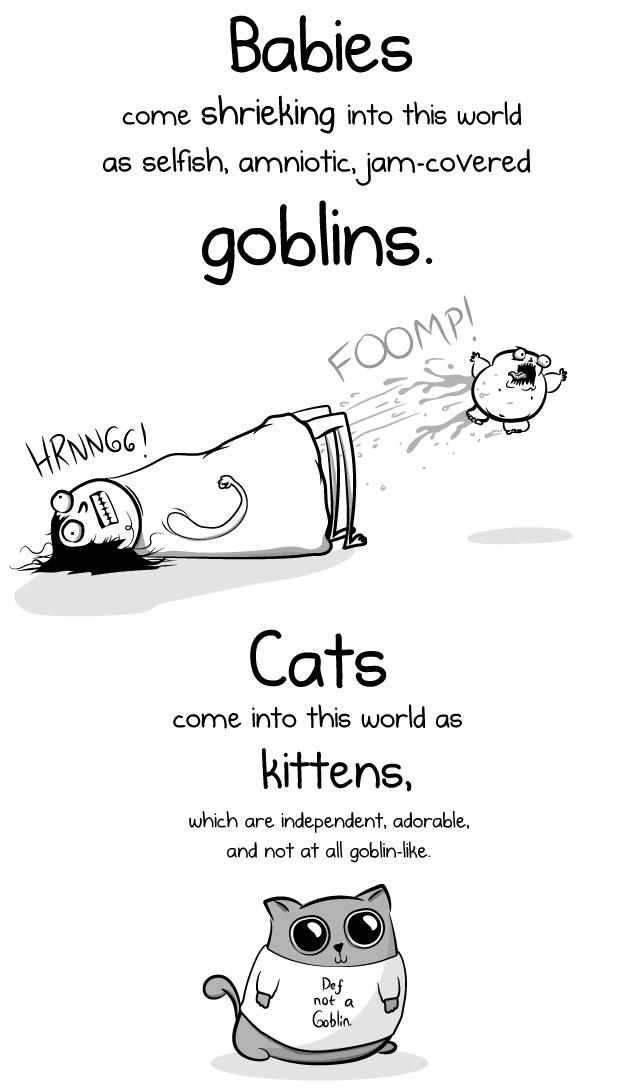 Babies
come shrieking into this world
as selfish, amniotic, jam-covered
goblins.
FOOMP!
HRNNGG!
Cats
come into this world as
kittens,
which are independent, adorable,
and not at all goblin-like.
Def
not a
Goblin.